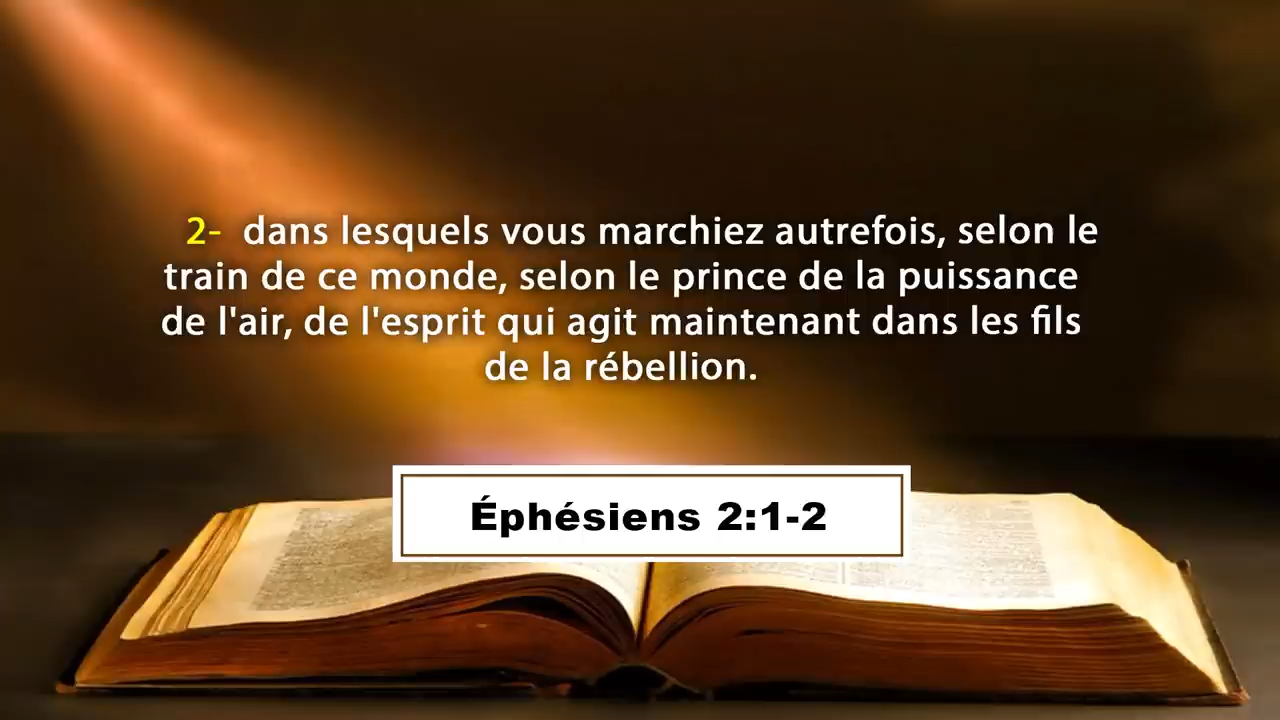 2- dans lesquels vous marchiez autrefois, selon le
train de ce monde, selon le prince de la puissance
de l'air, de l'esprit qui agit maintenant dans les fils
de la rébellion.
Éphésiens 2:1-2